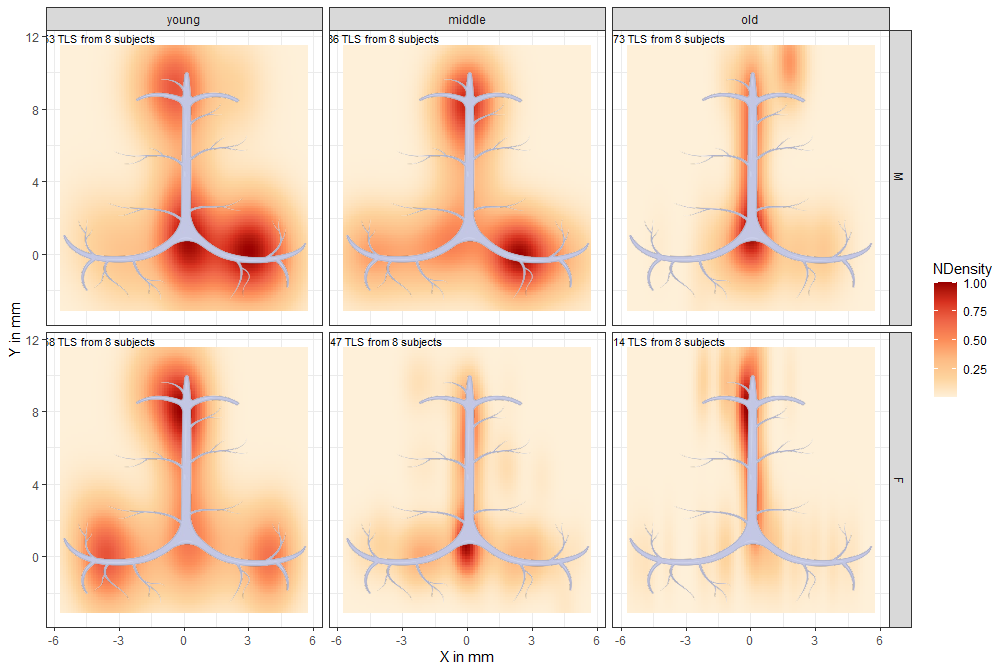 young
middle
old
TLS from 8 subjects
TLS from 8 subjects
73 TLS from 8 subjects
M
12
8
4
0
TLS from 8 subjects
47 TLS from 8 subjects
14 TLS from 8 subjects
F
12
8
4
0
Y in mm
-6 -3 0 3 6
-6 -3 0 3 6
-6 -3 0 3 6
X in mm
NDensity
1.00
0.75
0.50
0.25